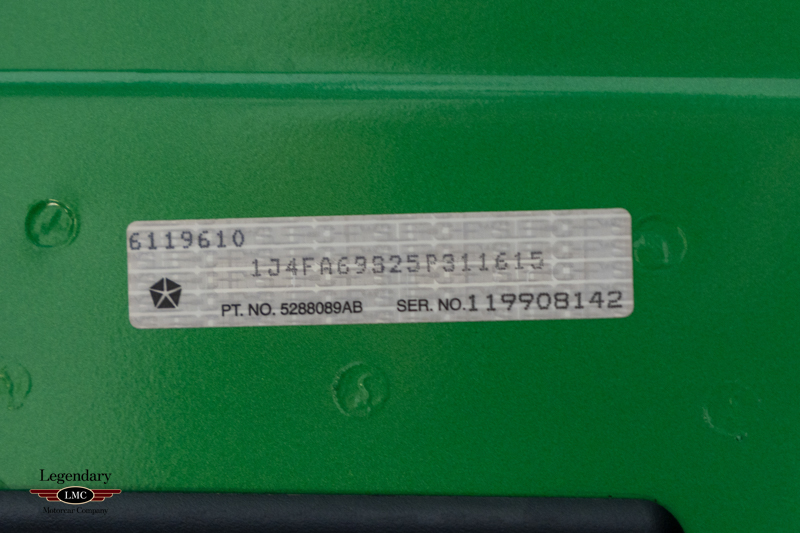 6119610
1J4FA69S25P311615
PT. NO. 5288089AB SER. NO.119908142
Legendary
LMC
Motorcar Company